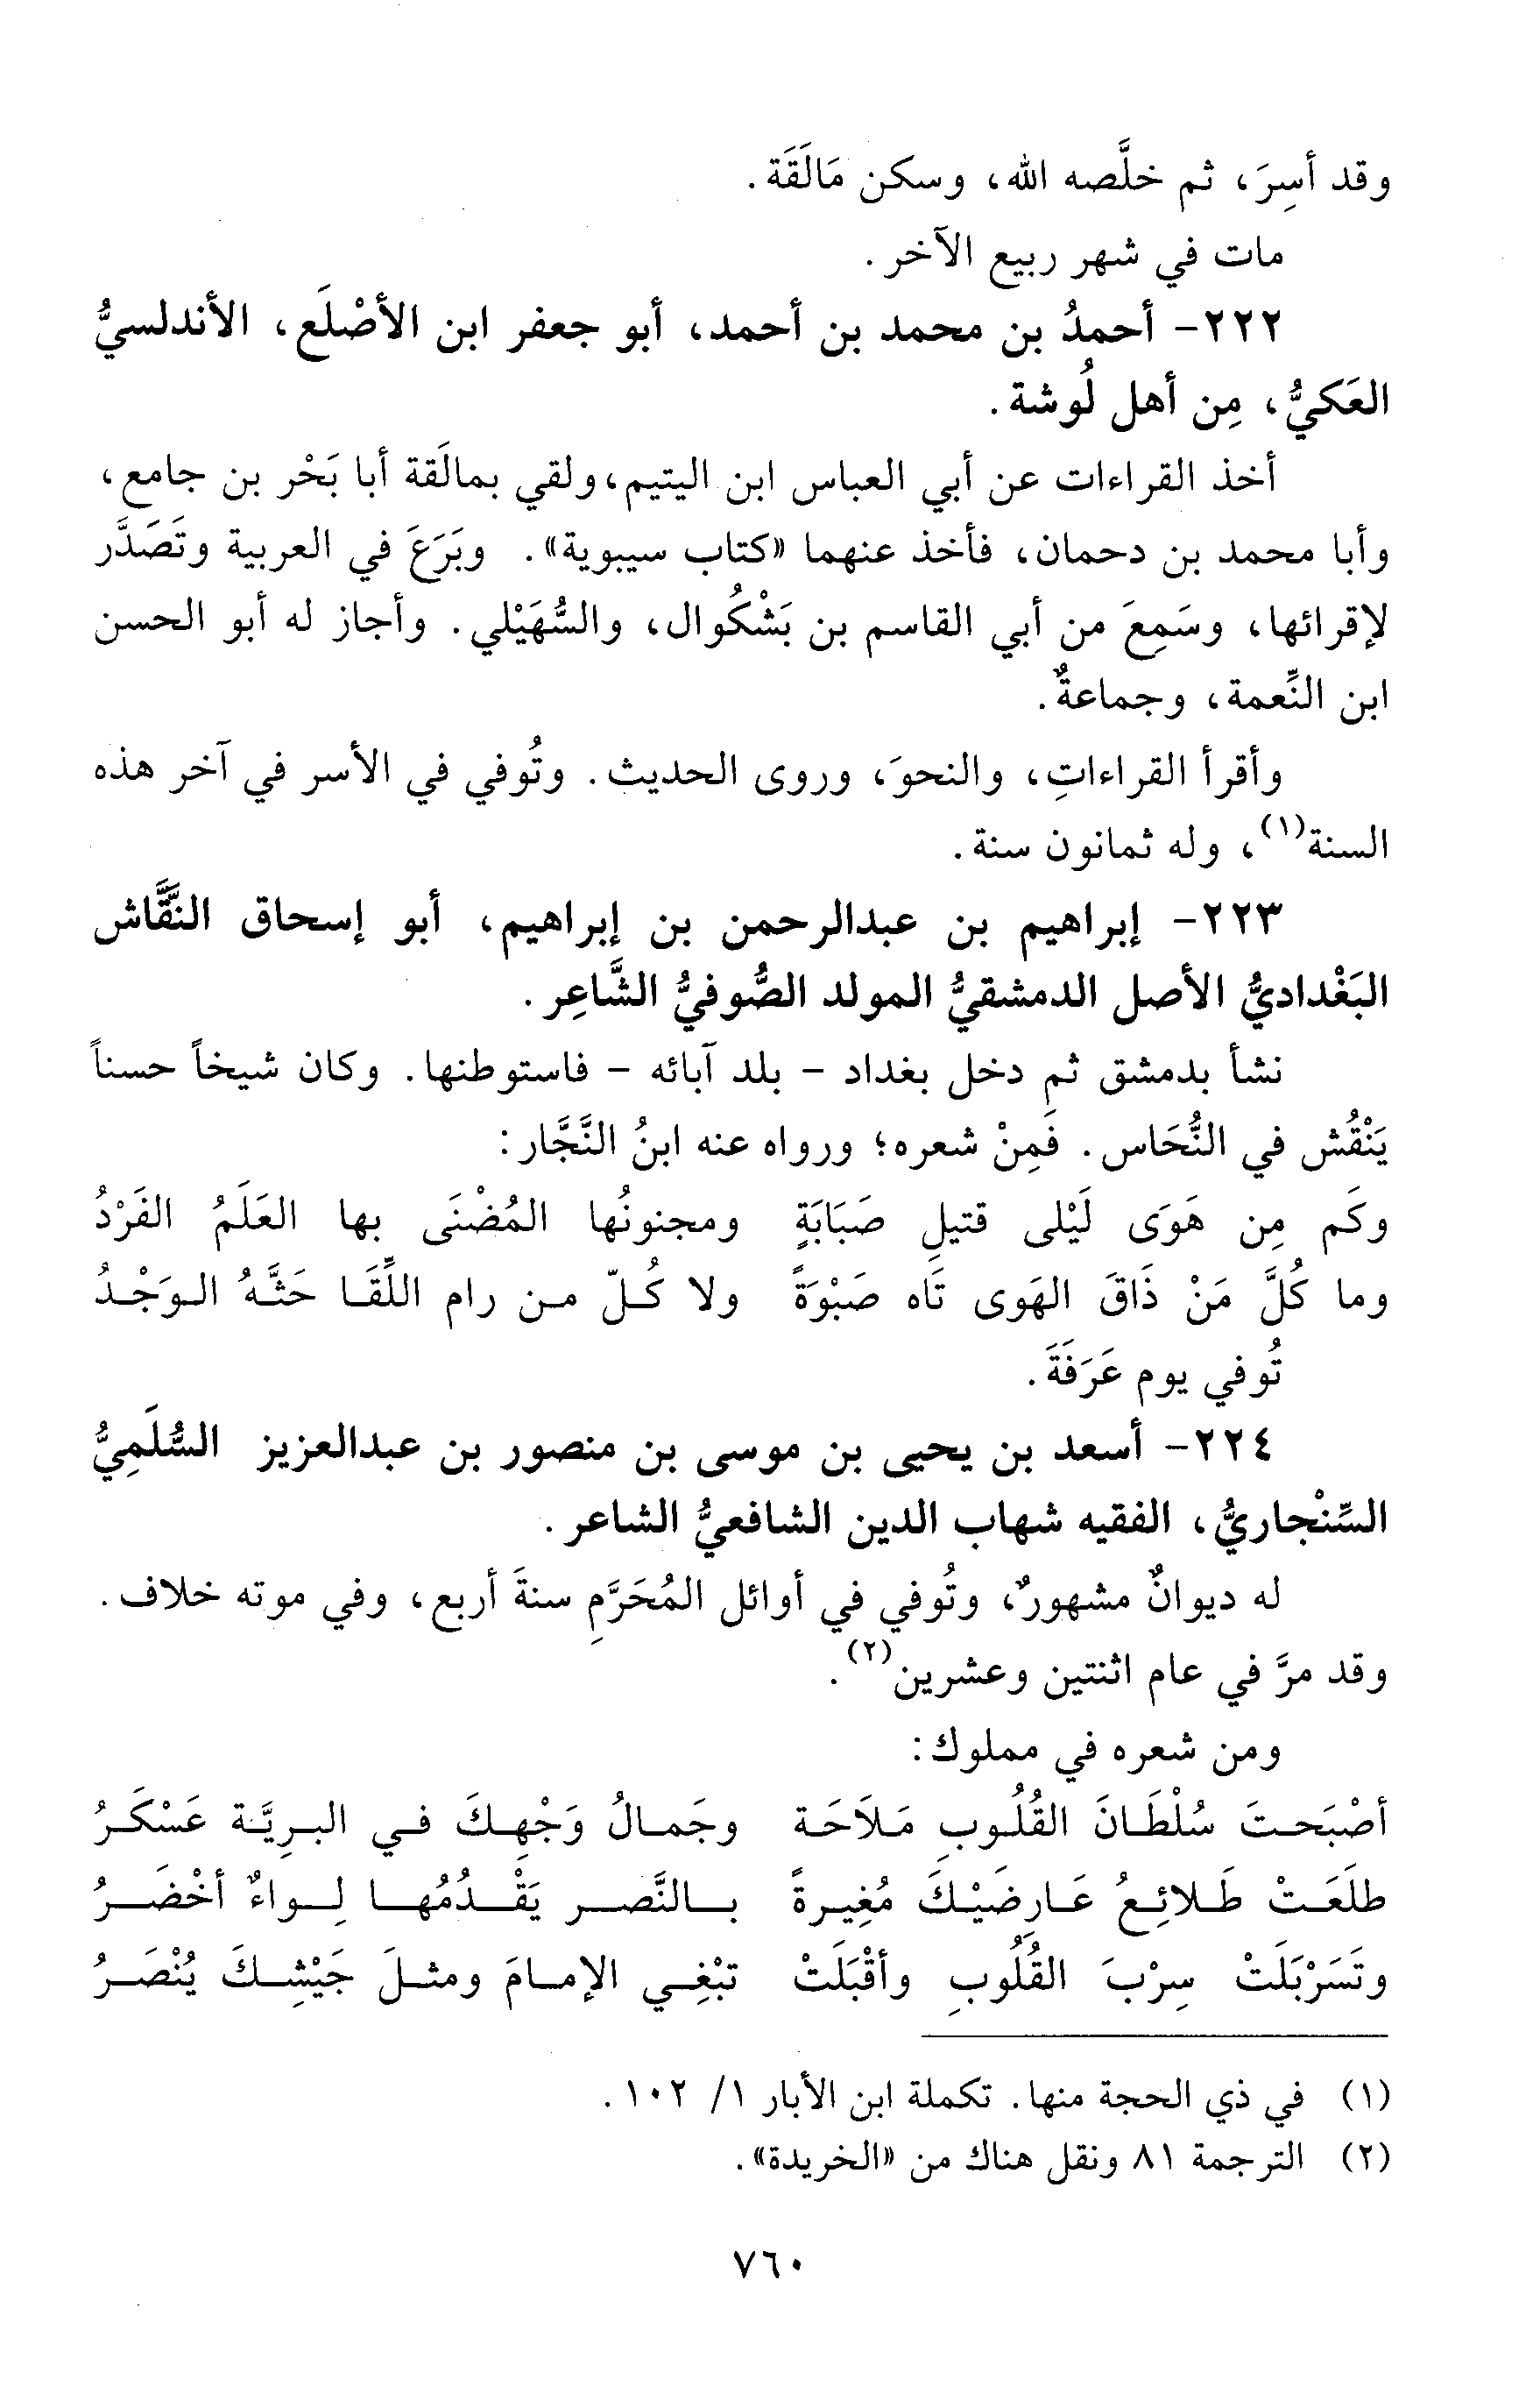 وقد أسِرَ، ثم خلَّصه الله، وسكن مَالَقَة.
مات في شهر ربيع الآخر.
٢٢٢- أحمدُ بن محمد بن أحمد، أبو جعفر ابن الأصْلَع، الأندلسيُّ
العَكيُّ، مِن أهل لُوشة.
أخذ القراءات عن أبي العباس ابن اليتيم، ولقي بمالَقة أبا بَحْر بن جامع،
وأبا محمد بن دحمان، فأخذ عنهما «كتاب سيبوية». وبَرَعَ في العربية وتَصَدَّر
لإقرائها، وسَمِعَ من أبي القاسم بن بَشْكُوال، والسُّهَيْلي. وأجاز له أبو الحسن
ابن النِّعمة، وجماعةٌ.
وأقرأ القراءاتِ، والنحوَ، وروى الحديث. وتُوفي في الأسر في آخر هذه
السنة(١)، وله ثمانون سنة.
٢٢٣- إبراهيم بن عبدالرحمن بن إبراهيم، أبو إسحاق النَّقَّاش
البَغْداديُّ الأصل الدمشقيُّ المولد الصُّوفيُّ الشَّاعِر.
نشأ بدمشق ثم دخل بغداد - بلد آبائه - فاستوطنها. وكان شيخاً حسناً
يَنْقُش في النُّحَاس. فَمِنْ شعره؛ ورواه عنه ابنُ النَّجَّار:
وكَم مِن هَوَى لَيْلى قتيلِ صَبَابَةٍ ومجنونُها المُضْنَى بها العَلَمُ الفَرْدُ
وما كُلَّ مَنْ ذَاقَ الهَوى تَاه صَبْوَةً ولا كُلّ من رام اللِّقَا حَثَّهُ الوَجْدُ
تُوفي يوم عَرَفَةَ.
٢٢٤- أسعد بن يحيى بن موسى بن منصور بن عبدالعزيز السُّلَمِيُّ
السِّنْجاريُّ، الفقيه شهاب الدين الشافعيُّ الشاعر.
له ديوانٌ مشهورٌ، وتُوفي في أوائل المُحَرَّمِ سنةَ أربع، وفي موته خلاف.
وقد مرَّ في عام اثنتين وعشرين(٢).
ومن شعره في مملوك:
أصْبَحتَ سُلْطَانَ القُلُوبِ مَلَاحَة وجَمالُ وَجْهِكَ في البرِيَّة عَسْكَرُ
طلَعَتْ طَلائِعُ عَارِضَيْكَ مُغِيرةً بالنَّصر يَقْدُمُها لِواءٌ أخْضَرُ
وتَسَرْبَلَتْ سِرْبَ القُلُوبِ وأقْبَلَتْ تبْغِي الإمامَ ومثلَ جَيْشِكَ يُنْصَرُ
(١) في ذي الحجة منها. تكملة ابن الأبار ١/ ١٠٢.
(٢) الترجمة ٨١ ونقل هناك من «الخريدة».
٧٦٠